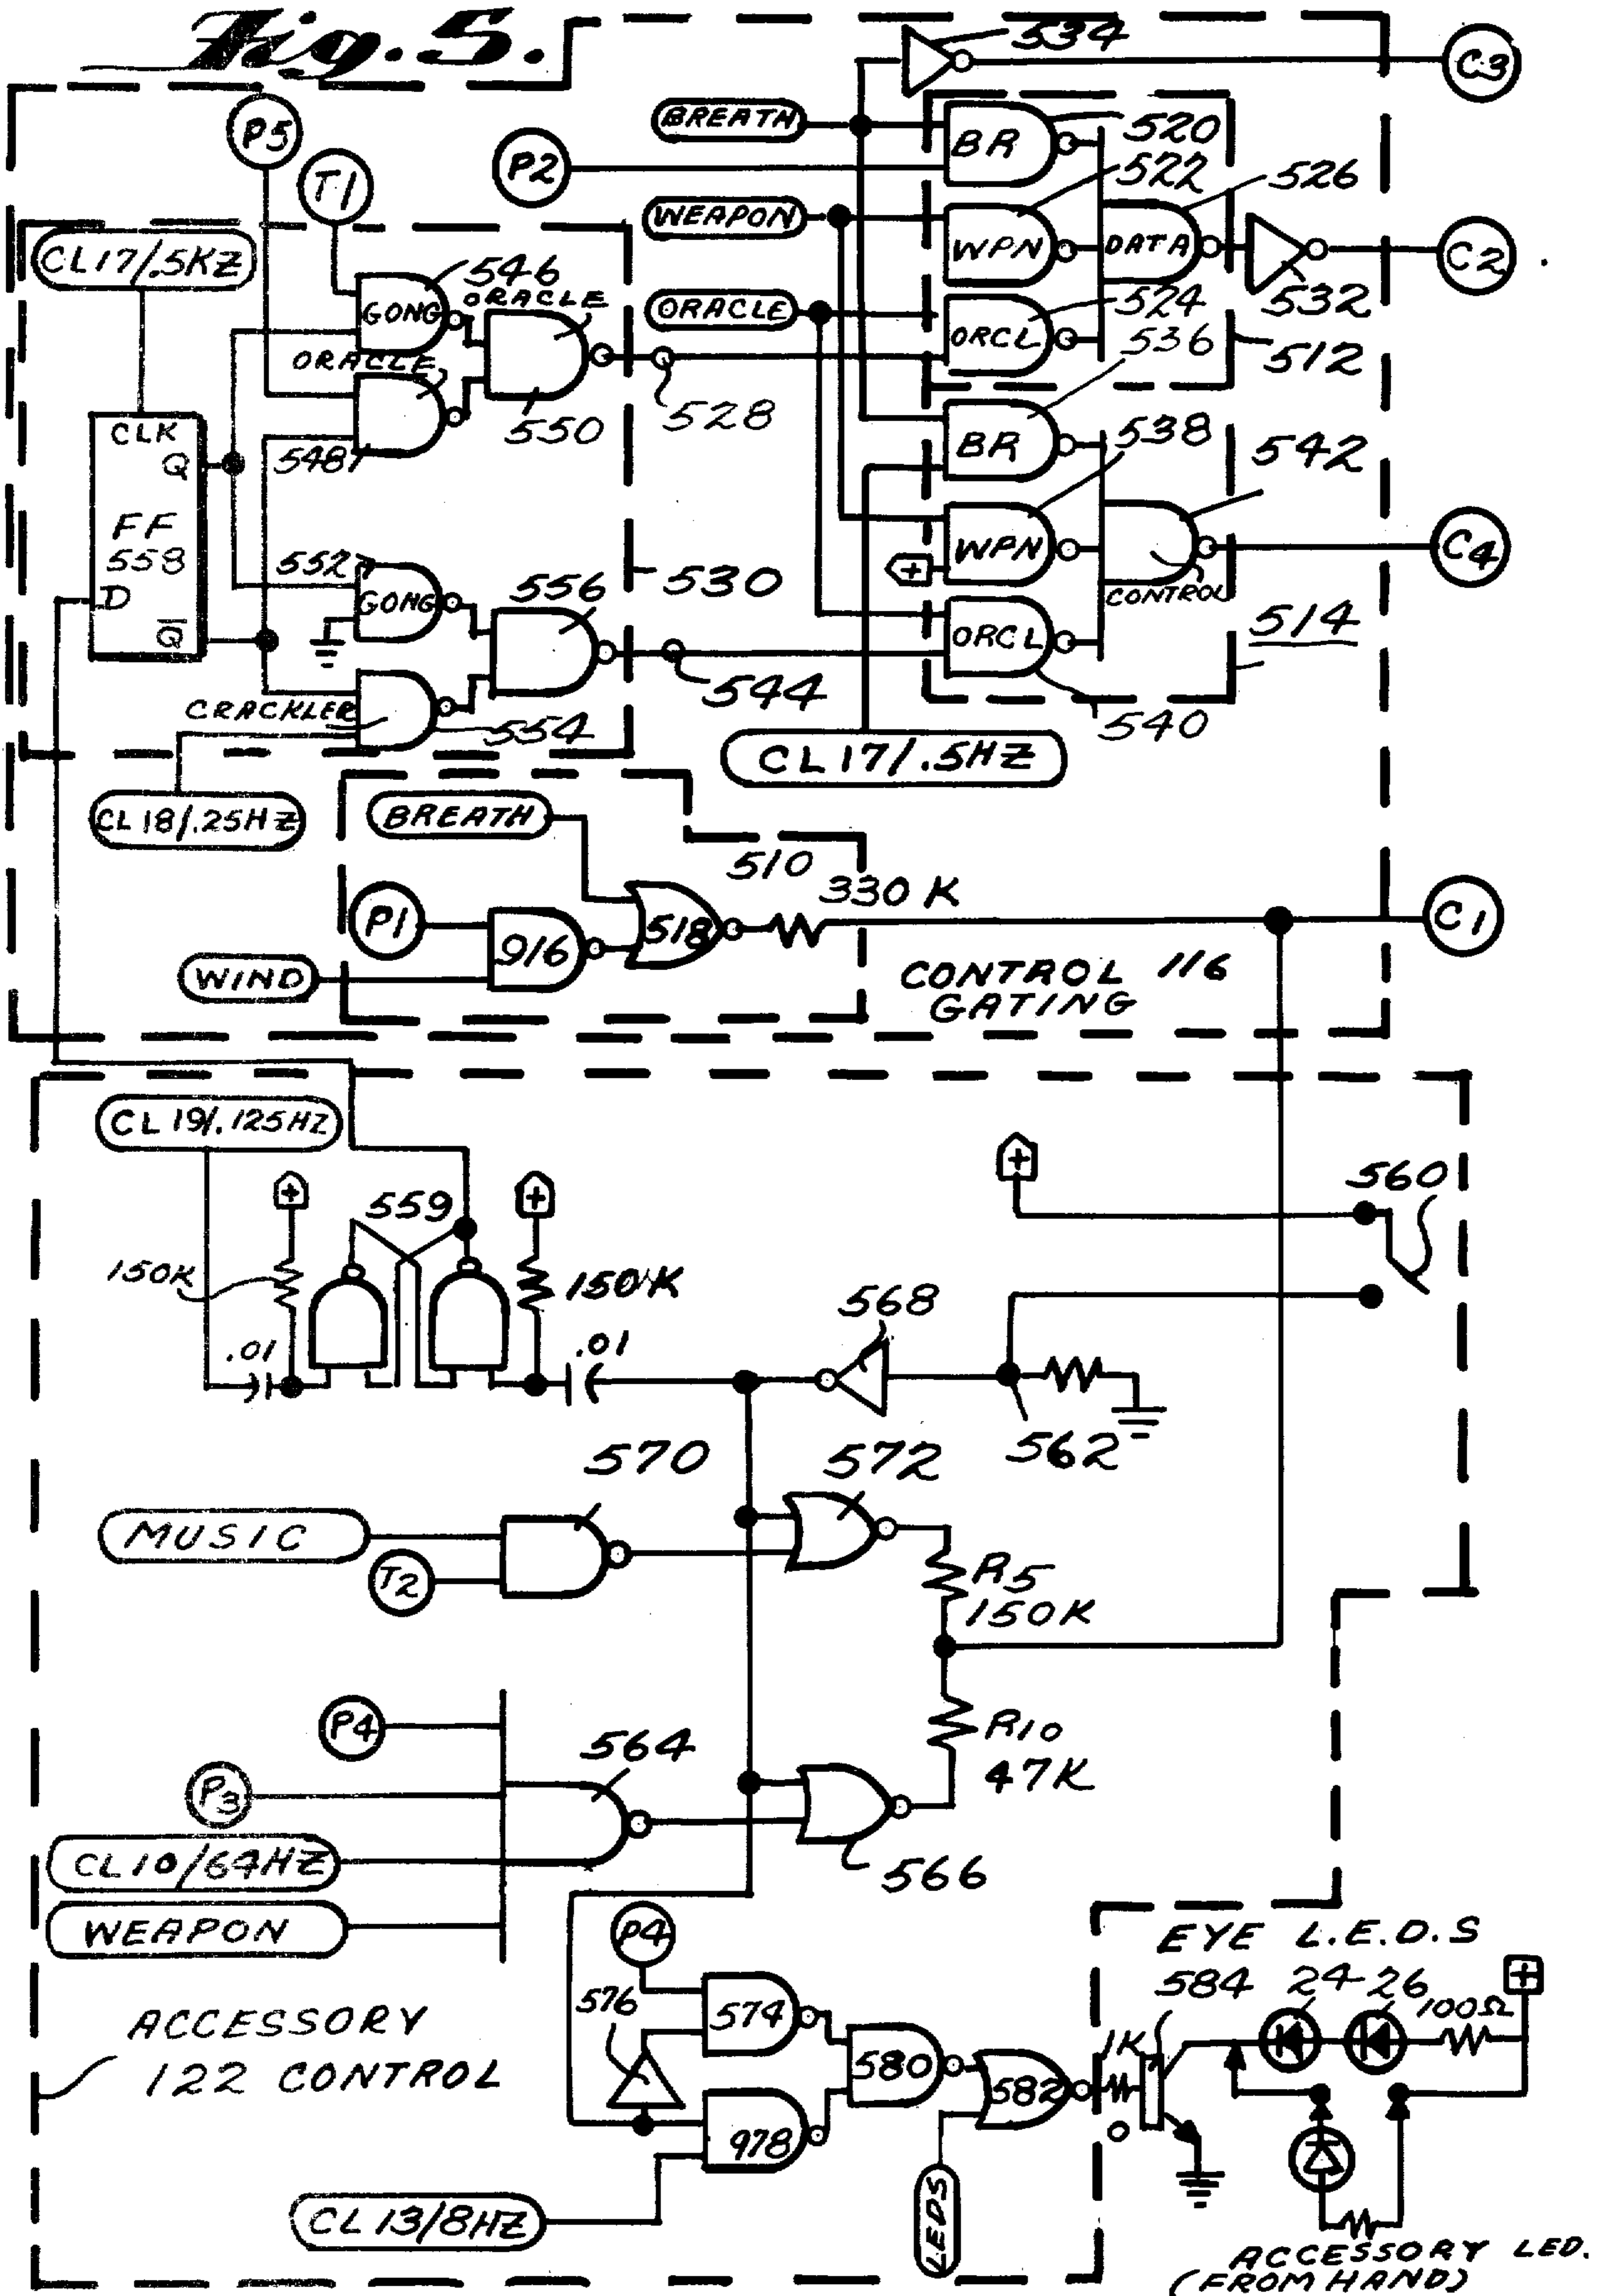 Fig. 5.
534
C3
P5
BREATH
520
BR
P2
T1
522
526
WEAPON
WPN
DATA
C2
CL17/.5KZ
546
ORACLE
GONG
524
532
ORACLE
ORCL
536
512
ORACLE
528
550
CLK
Q
548
BR
538
542
FF
558
D
Q̅
552
GONG
556
530
WPN
+
CONTROL
C4
ORCL
514
CRACKLER
554
544
540
CL17/.5HZ
CL18/.25HZ
BREATH
510
330 K
P1
916
518
C1
WIND
CONTROL 116
GATING
CL19/.125HZ
+
559
+
+
560
150K
150K
568
.01
.01
562
570
572
MUSIC
T2
R5
150K
P4
564
R10
47K
P3
CL10/64HZ
566
WEAPON
P4
EYE L.E.D.S
584 24 26
100Ω
+
576
574
ACCESSORY
122 CONTROL
580
582
1K
O
978
CL13/8HZ
LEDS
ACCESSORY LED.
(FROM HAND)